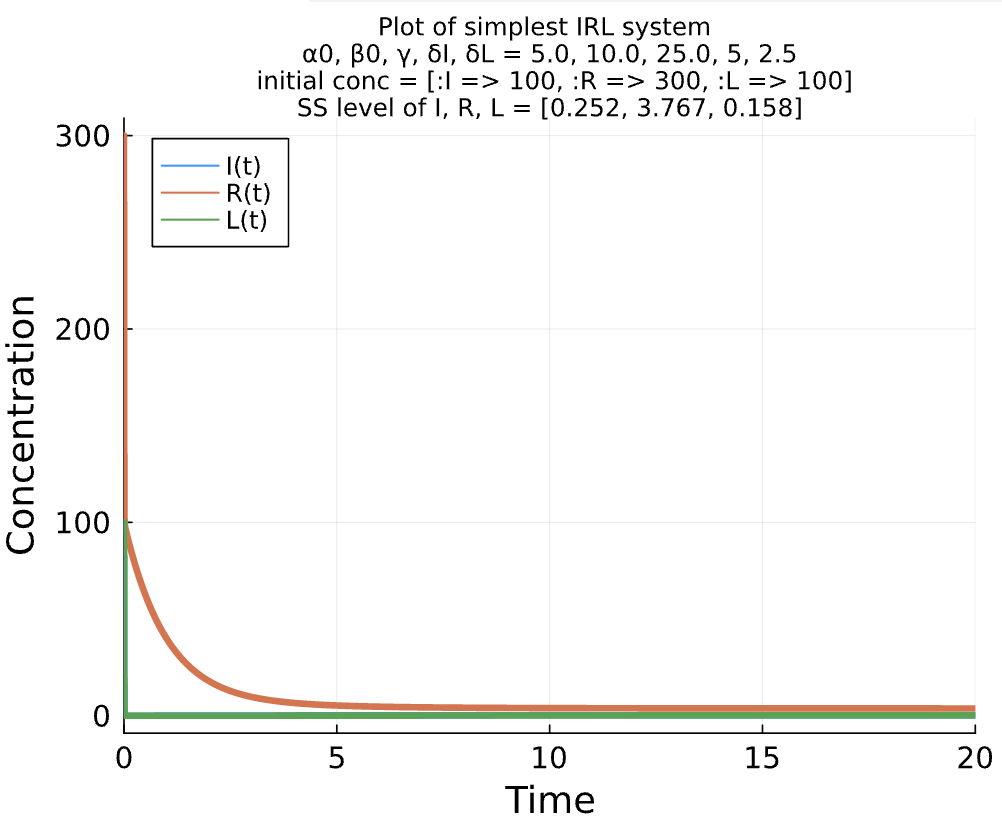 Plot of simplest IRL system
α0, β0, γ, δI, δL = 5.0, 10.0, 25.0, 5, 2.5
initial conc = [:I => 100, :R => 300, :L => 100]
SS level of I, R, L = [0.252, 3.767, 0.158]
300
I(t)
R(t)
L(t)
200
Concentration
100
0
0 5 10 15 20
Time